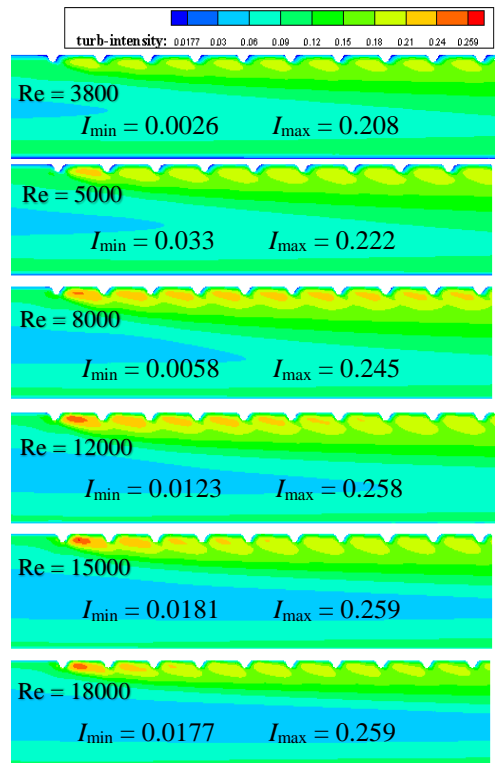 turb-intensity: 0.0177 0.03 0.06 0.09 0.12 0.15 0.18 0.21 0.24 0.259
Re = 3800
Imin = 0.0026 Imax = 0.208
Re = 5000
Imin = 0.033 Imax = 0.222
Re = 8000
Imin = 0.0058 Imax = 0.245
Re = 12000
Imin = 0.0123 Imax = 0.258
Re = 15000
Imin = 0.0181 Imax = 0.259
Re = 18000
Imin = 0.0177 Imax = 0.259